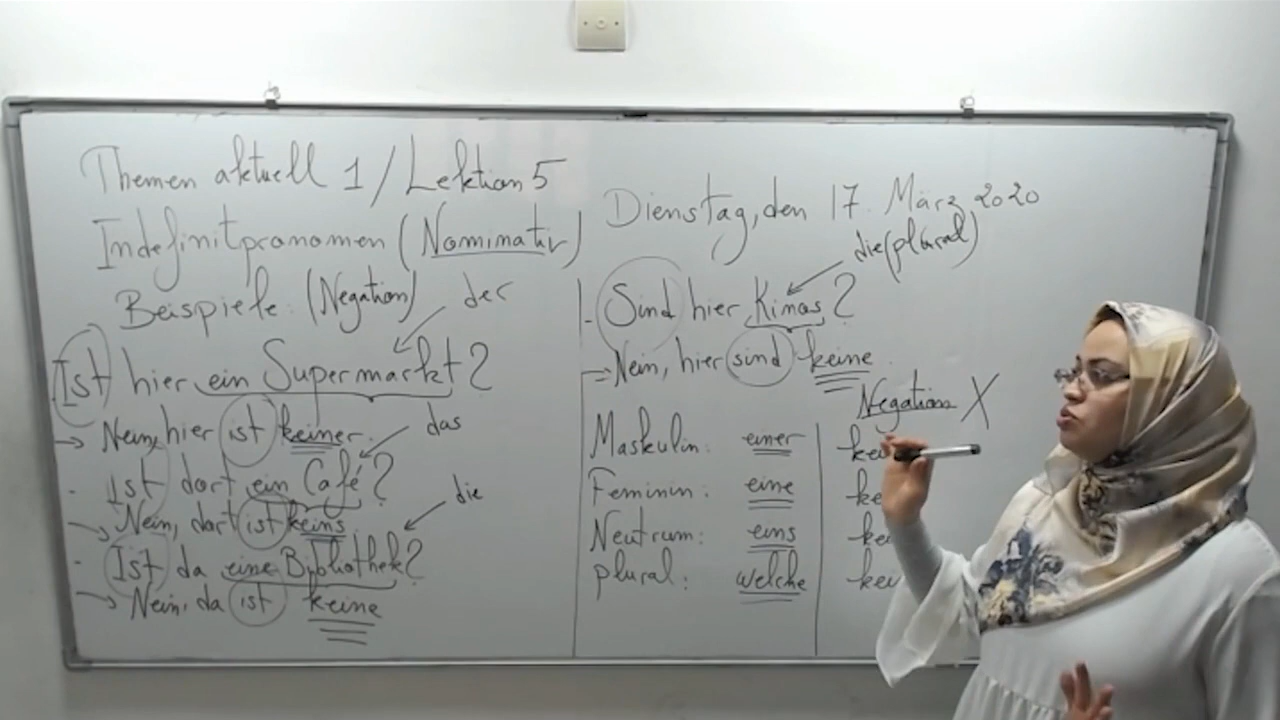 Themen aktuell 1 / Lektion 5
Indefinitpronomen (Nominativ)
Beispiele: (Negation)
der
Ist hier ein Supermarkt?
→ Nein, hier ist keiner.
das
- Ist dort ein Café?
→ Nein, dort ist keins
die
- Ist da eine Bibliothek?
→ Nein, da ist keine
Dienstag, den 17. März 2020
die (plural)
- Sind hier Kinos?
⇒ Nein, hier sind keine
Negation X
Maskulin: einer kei
Feminin: eine ke
Neutrum: eins kei
plural: welche kei